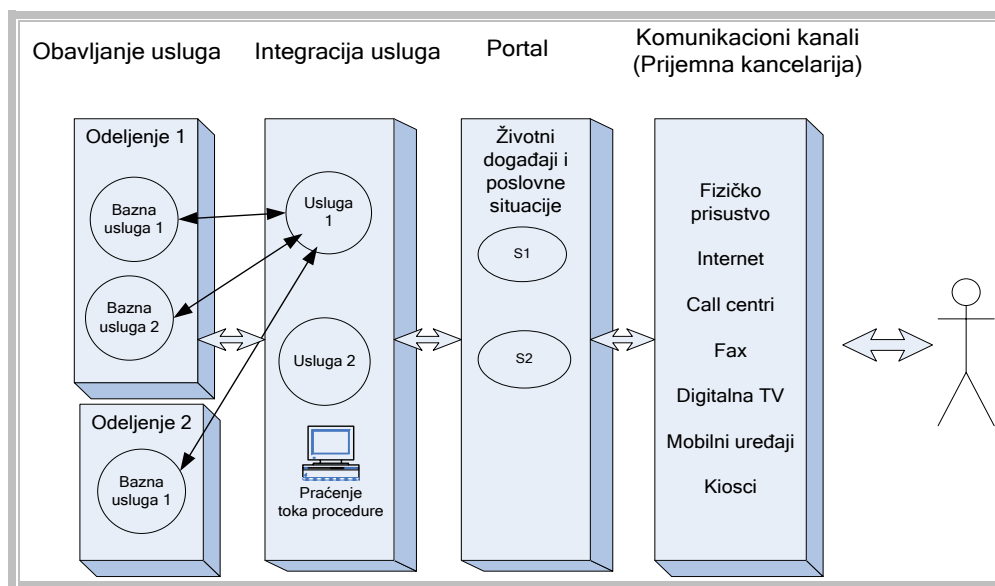 Obavljanje usluga
Integracija usluga
Portal
Komunikacioni kanali
(Prijemna kancelarija)
Odeljenje 1
Bazna
usluga 1
Bazna
usluga 2
Odeljenje 2
Bazna
usluga 1
Usluga
1
Usluga 2
Praćenje
toka procedure
Životni
događaji i
poslovne
situacije
S1
S2
Fizičko
prisustvo
Internet
Call centri
Fax
Digitalna TV
Mobilni uređaji
Kiosci